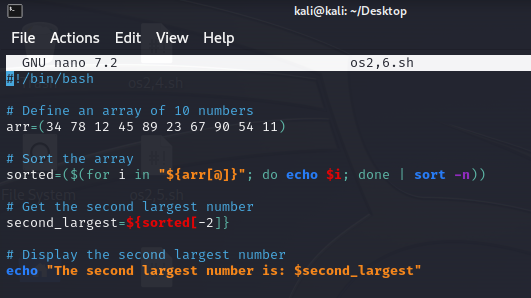 kali@kali: ~/Desktop
File Actions Edit View Help
GNU nano 7.2 os2,6.sh
#!/bin/bash
# Define an array of 10 numbers
arr=(34 78 12 45 89 23 67 90 54 11)
# Sort the array
sorted=($(for i in "${arr[@]}"; do echo $i; done | sort -n))
# Get the second largest number
second_largest=${sorted[-2]}
# Display the second largest number
echo "The second largest number is: $second_largest"